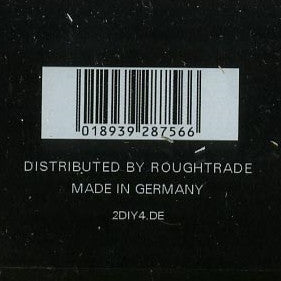 018939 287566
DISTRIBUTED BY ROUGHTRADE
MADE IN GERMANY
2DIY4.DE